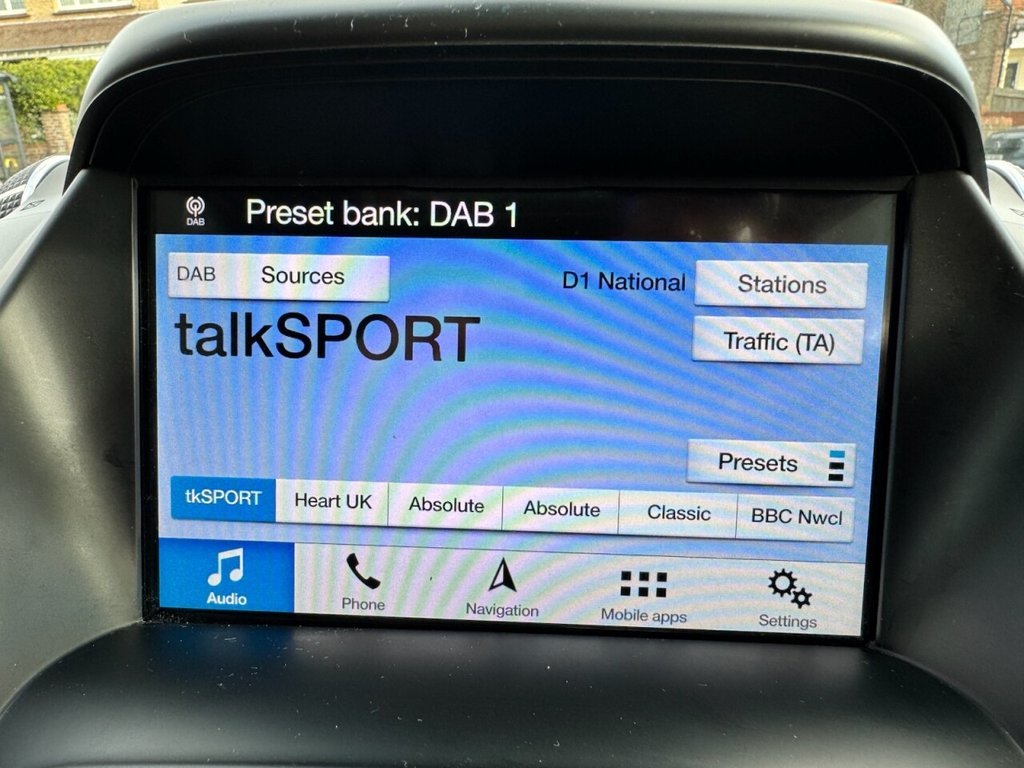 DAB
Preset bank: DAB 1
DAB Sources
D1 National
Stations
talkSPORT
Traffic (TA)
Presets
tkSPORT
Heart UK
Absolute
Absolute
Classic
BBC Nwcl
Audio
Phone
Navigation
Mobile apps
Settings